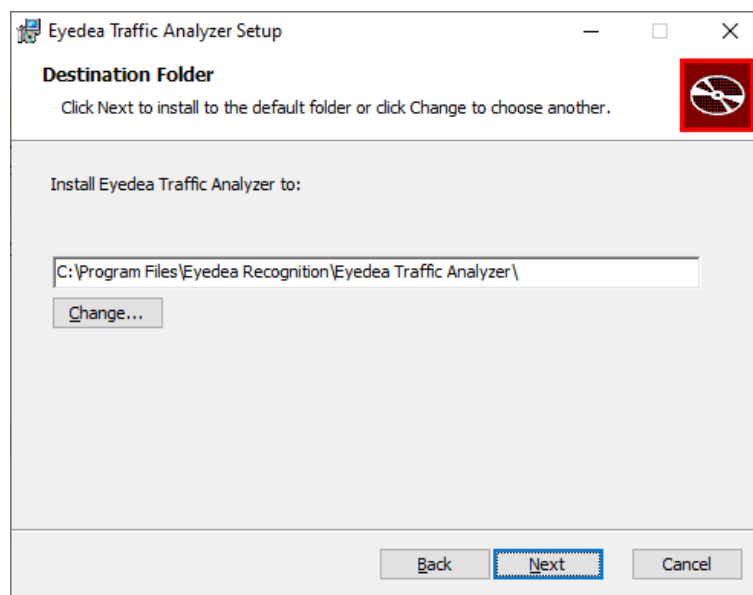 Eyedea Traffic Analyzer Setup
Destination Folder
Click Next to install to the default folder or click Change to choose another.
Install Eyedea Traffic Analyzer to:
C:\Program Files\Eyedea Recognition\Eyedea Traffic Analyzer\
Change...
Back Next Cancel